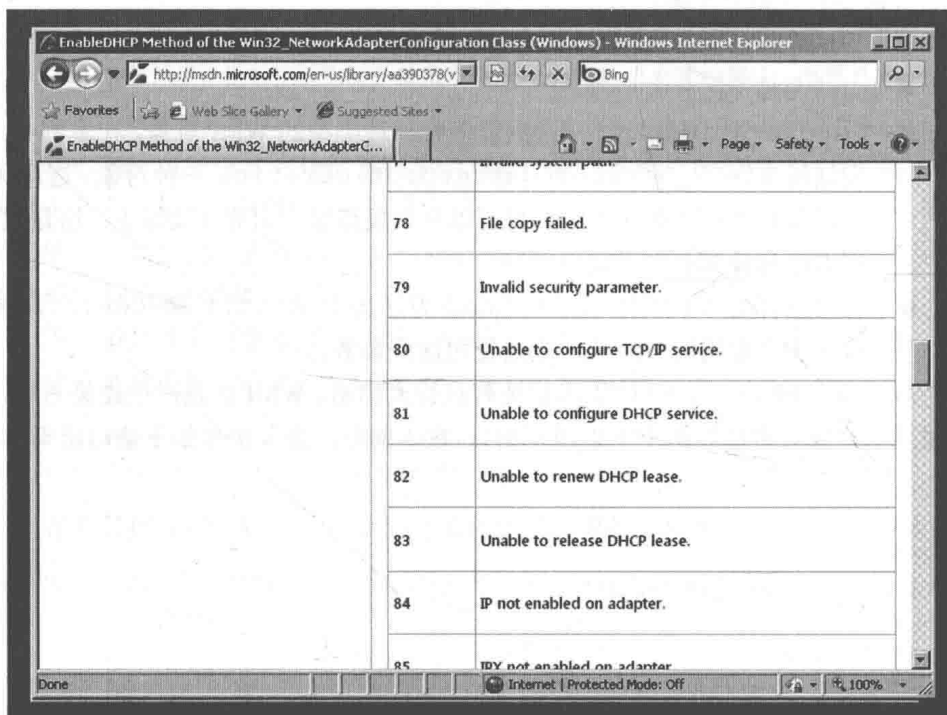 EnableDHCP Method of the Win32_NetworkAdapterConfiguration Class (Windows) - Windows Internet Explorer
http://msdn.microsoft.com/en-us/library/aa390378(v
Bing
Favorites
Web Slice Gallery
Suggested Sites
EnableDHCP Method of the Win32_NetworkAdapterC...
Page
Safety
Tools
77 Invalid system path.
78 File copy failed.
79 Invalid security parameter.
80 Unable to configure TCP/IP service.
81 Unable to configure DHCP service.
82 Unable to renew DHCP lease.
83 Unable to release DHCP lease.
84 IP not enabled on adapter.
85 IPX not enabled on adapter
Done
Internet | Protected Mode: Off
100%